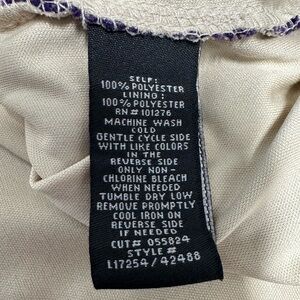 SELF:
100% POLYESTER
LINING:
100% POLYESTER
RN# 101276
MACHINE WASH
COLD
GENTLE CYCLE SIDE
WITH LIKE COLORS
IN THE
REVERSE SIDE
ONLY NON-
CHLORINE BLEACH
WHEN NEEDED
TUMBLE DRY LOW
REMOVE PROMPTLY
COOL IRON ON
REVERSE SIDE
IF NEEDED
CUT# 055824
STYLE#
L17254/42488